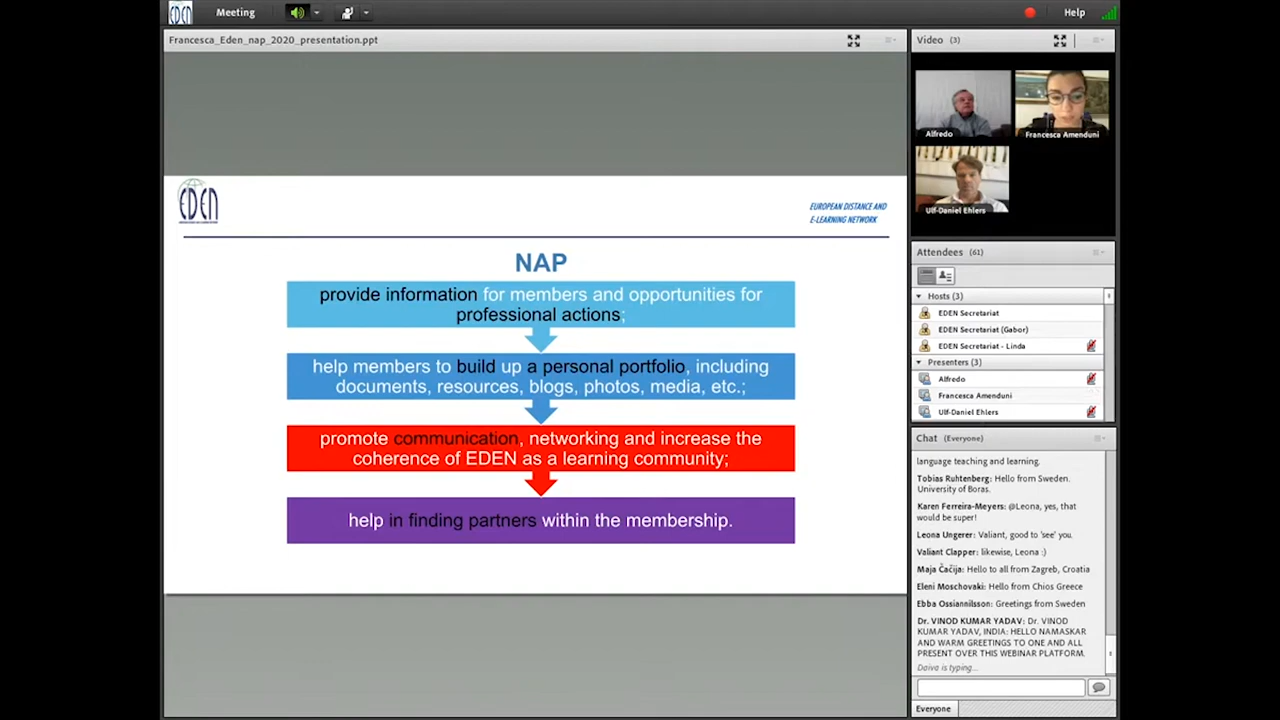 EDEN
Meeting
Help
Francesca_Eden_nap_2020_presentation.ppt
EDEN
EUROPEAN DISTANCE AND
E-LEARNING NETWORK
NAP
provide information for members and opportunities for
professional actions;
help members to build up a personal portfolio, including
documents, resources, blogs, photos, media, etc.;
promote communication, networking and increase the
coherence of EDEN as a learning community;
help in finding partners within the membership.
Video (3)
Alfredo
Francesca Amenduni
Ulf-Daniel Ehlers
Attendees (61)
Hosts (3)
EDEN Secretariat
EDEN Secretariat (Gabor)
EDEN Secretariat - Linda
Presenters (3)
Alfredo
Francesca Amenduni
Ulf-Daniel Ehlers
Chat (Everyone)
language teaching and learning.
Tobias Ruhtenberg: Hello from Sweden.
University of Boras.
Karen Ferreira-Meyers: @Leona, yes, that
would be super!
Leona Ungerer: Valiant, good to 'see' you.
Valiant Clapper: likewise, Leona :)
Maja Čačija: Hello to all from Zagreb, Croatia
Eleni Moschovaki: Hello from Chios Greece
Ebba Ossiannilsson: Greetings from Sweden
Dr. VINOD KUMAR YADAV: Dr. VINOD
KUMAR YADAV, INDIA: HELLO NAMASKAR
AND WARM GREETINGS TO ONE AND ALL
PRESENT OVER THIS WEBINAR PLATFORM.
Daiva is typing...
Everyone